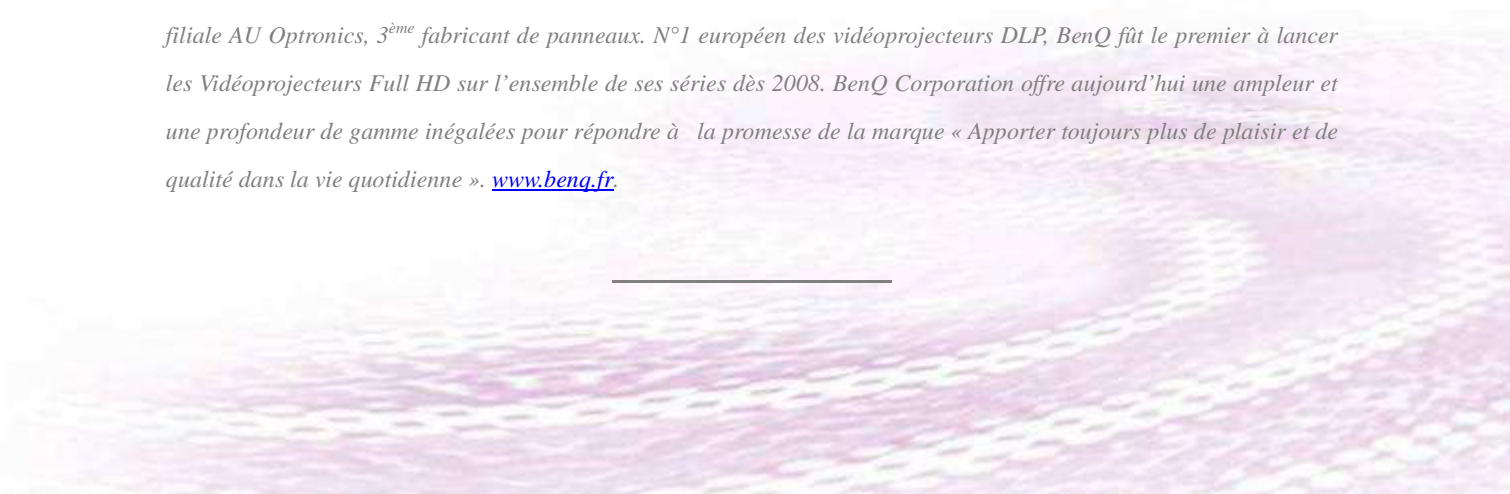 filiale AU Optronics, 3ème fabricant de panneaux. N°1 européen des vidéoprojecteurs DLP, BenQ fût le premier à lancer
les Vidéoprojecteurs Full HD sur l’ensemble de ses séries dès 2008. BenQ Corporation offre aujourd’hui une ampleur et
une profondeur de gamme inégalées pour répondre à la promesse de la marque « Apporter toujours plus de plaisir et de
qualité dans la vie quotidienne ». www.benq.fr.